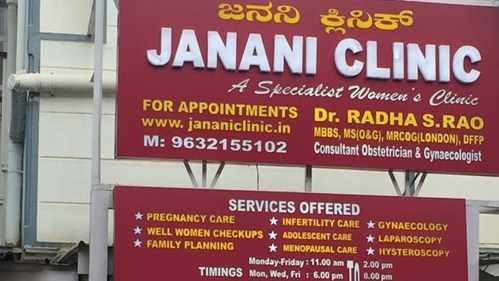 ಜನನಿ ಕ್ಲಿನಿಕ್
JANANI CLINIC
A Specialist Women's Clinic
FOR APPOINTMENTS
www. jananiclinic.in
M: 9632155102
Dr. RADHA S.RAO
MBBS, MS(O&G), MRCOG(LONDON), DFFP
Consultant Obstetrician & Gynaecologist
SERVICES OFFERED
★ PREGNANCY CARE
★ WELL WOMEN CHECKUPS
★ FAMILY PLANNING
★ INFERTILITY CARE
★ ADOLESCENT CARE
★ MENOPAUSAL CARE
★ GYNAECOLOGY
★ LAPAROSCOPY
★ HYSTEROSCOPY
TIMINGS
Monday-Friday : 11.00 am TO 2.00 pm
Mon, Wed, Fri : 6.00 pm TO 8.00 pm